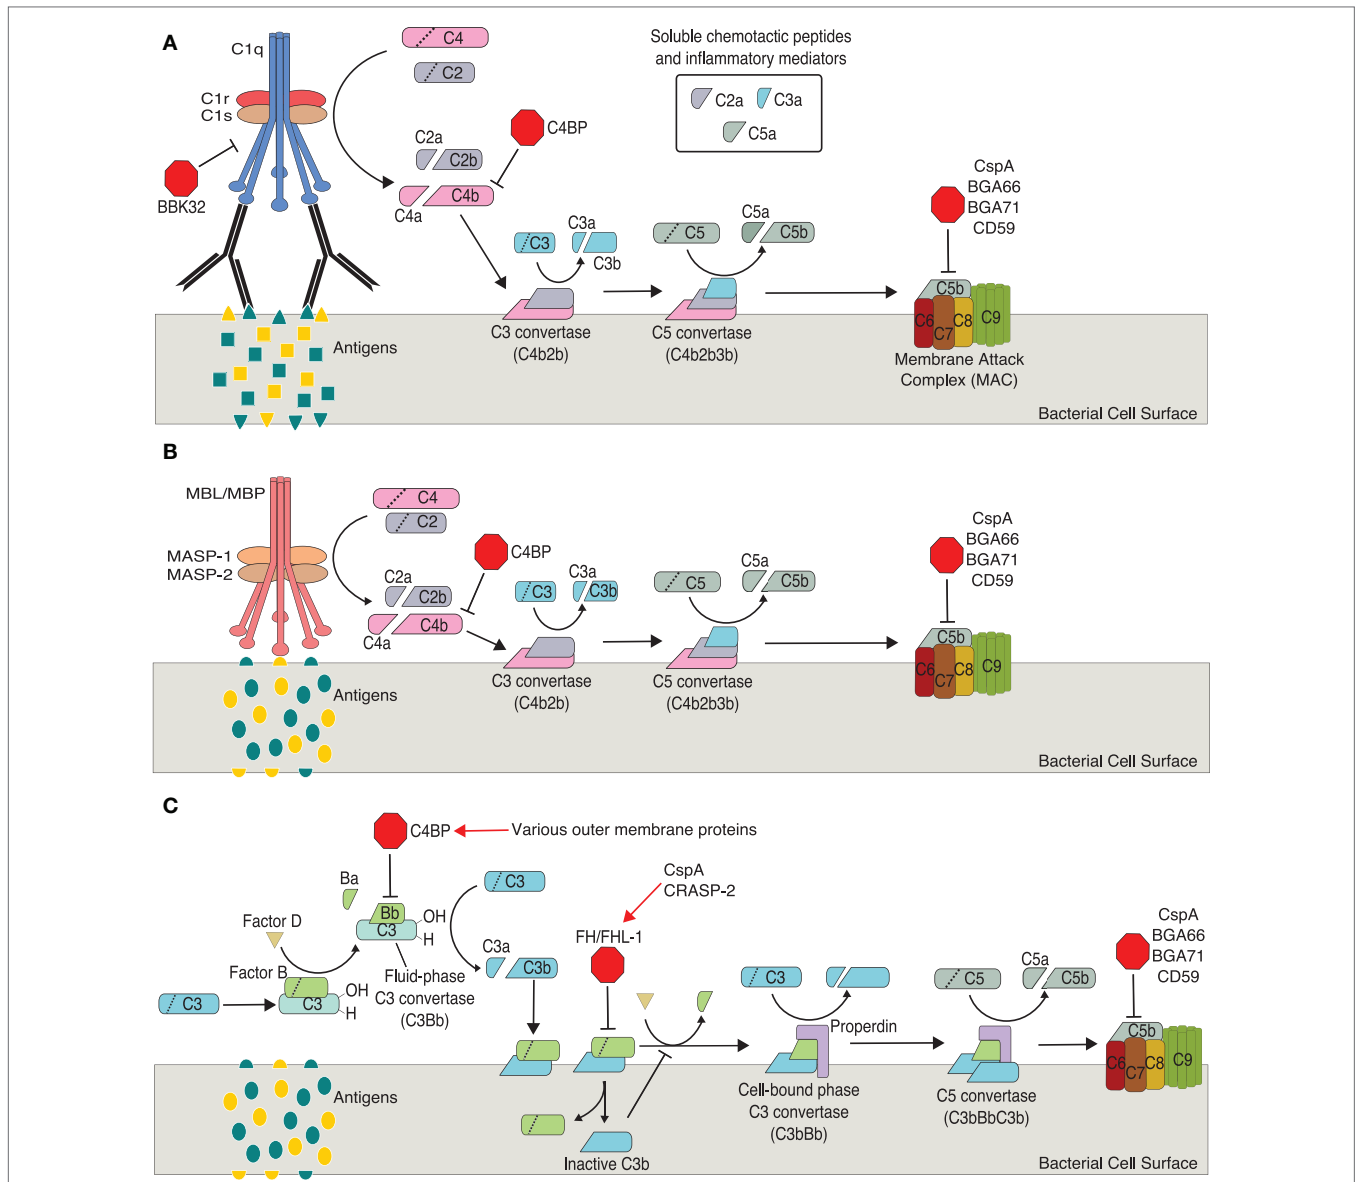 A
C1q
C4
C2
Soluble chemotactic peptides
and inflammatory mediators
C2a
C3a
C5a
C1r
C1s
BBK32
C2a
C2b
C4BP
C4b
C4a
C3
C3a
C3b
C5
C5a
C5b
CspA
BGA66
BGA71
CD59
C5b
C6
C7
C8
C9
C3 convertase
(C4b2b)
C5 convertase
(C4b2b3b)
Membrane Attack
Complex (MAC)
Antigens
Bacterial Cell Surface
B
MBL/MBP
C4
C2
MASP-1
MASP-2
C2a
C2b
C4BP
C4b
C4a
C3
C3a
C3b
C5
C5a
C5b
CspA
BGA66
BGA71
CD59
C5b
C6
C7
C8
C9
C3 convertase
(C4b2b)
C5 convertase
(C4b2b3b)
Antigens
Bacterial Cell Surface
C
C4BP
Various outer membrane proteins
Ba
Bb
C3
OH
H
Factor D
Factor B
C3
C3
OH
H
Fluid-phase
C3 convertase
(C3Bb)
C3
C3a
C3b
CspA
CRASP-2
FH/FHL-1
C3
Properdin
C5
C5a
C5b
CspA
BGA66
BGA71
CD59
C5b
C6
C7
C8
C9
Cell-bound phase
C3 convertase
(C3bBb)
C5 convertase
(C3bBbC3b)
Antigens
Inactive C3b
Bacterial Cell Surface